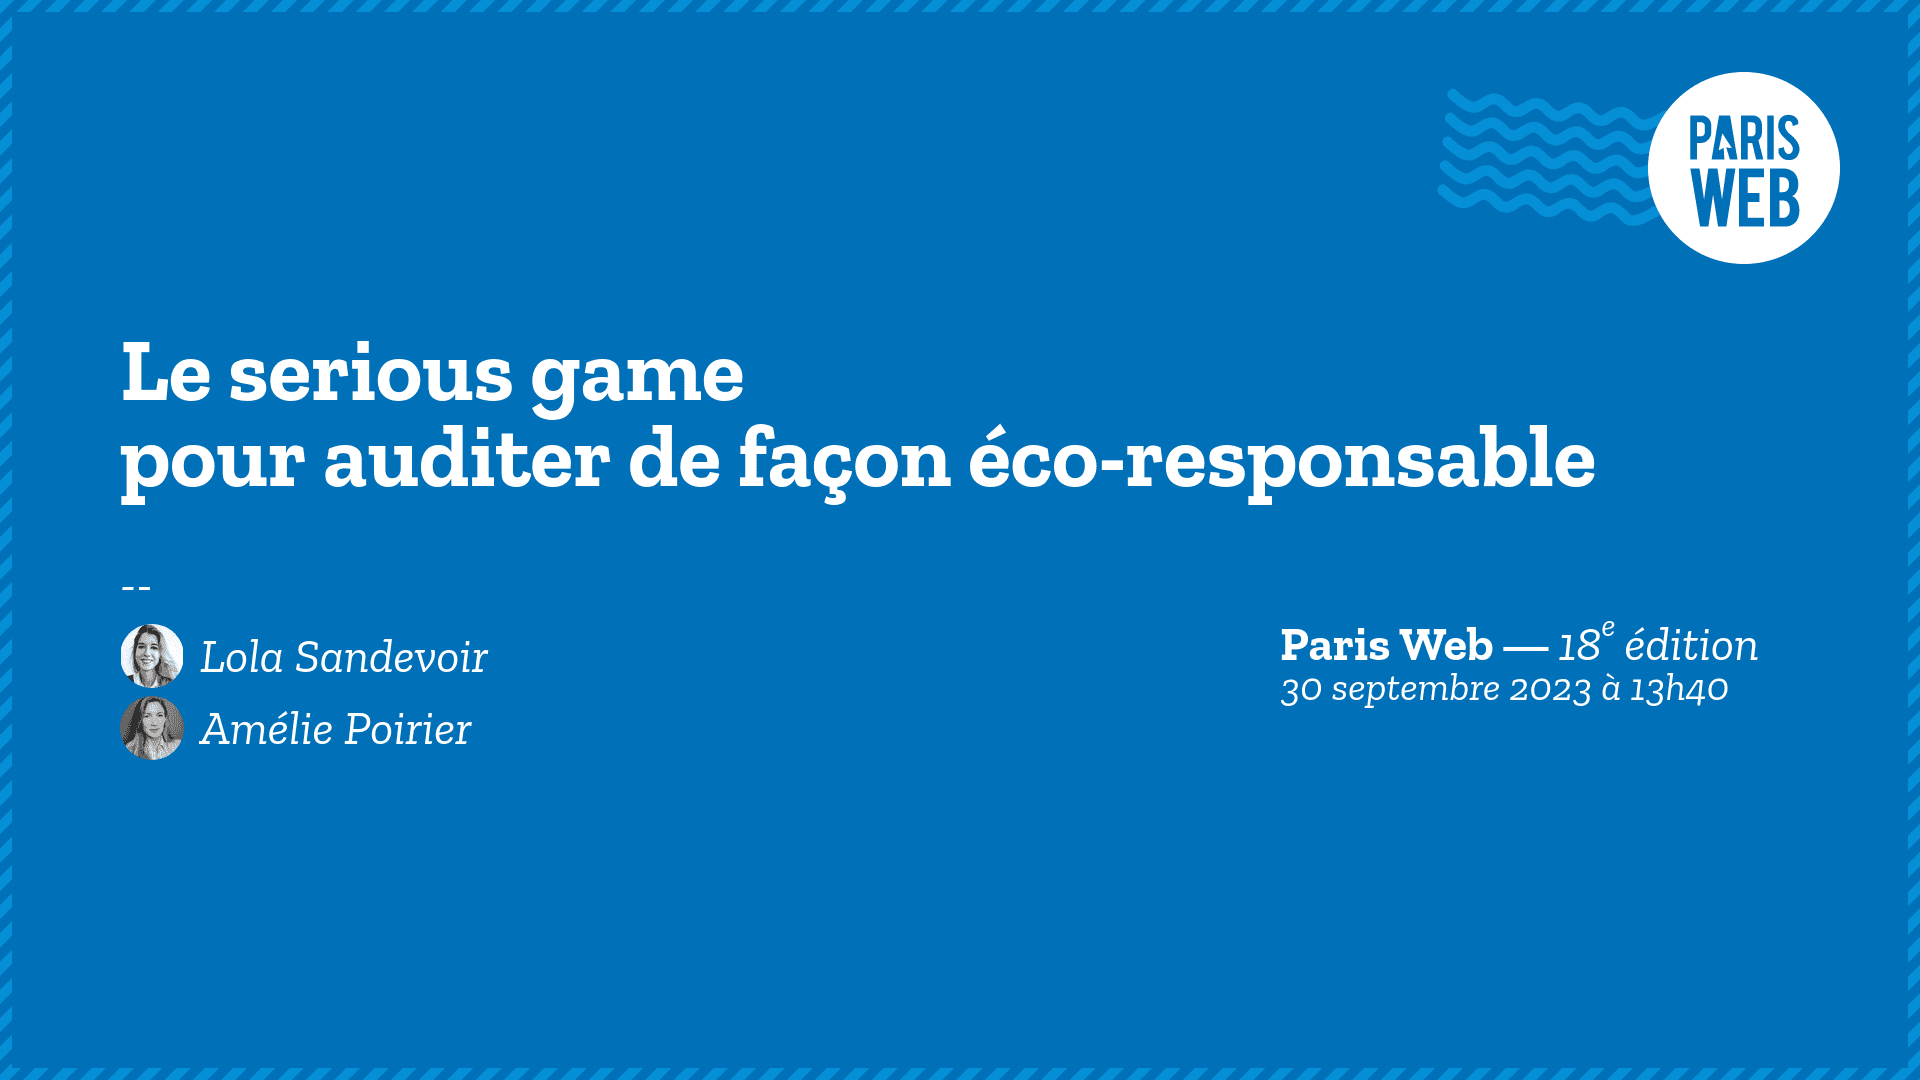 PARIS
WEB
Le serious game
pour auditer de façon éco-responsable
--
Lola Sandevoir
Amélie Poirier
Paris Web — 18e édition
30 septembre 2023 à 13h40